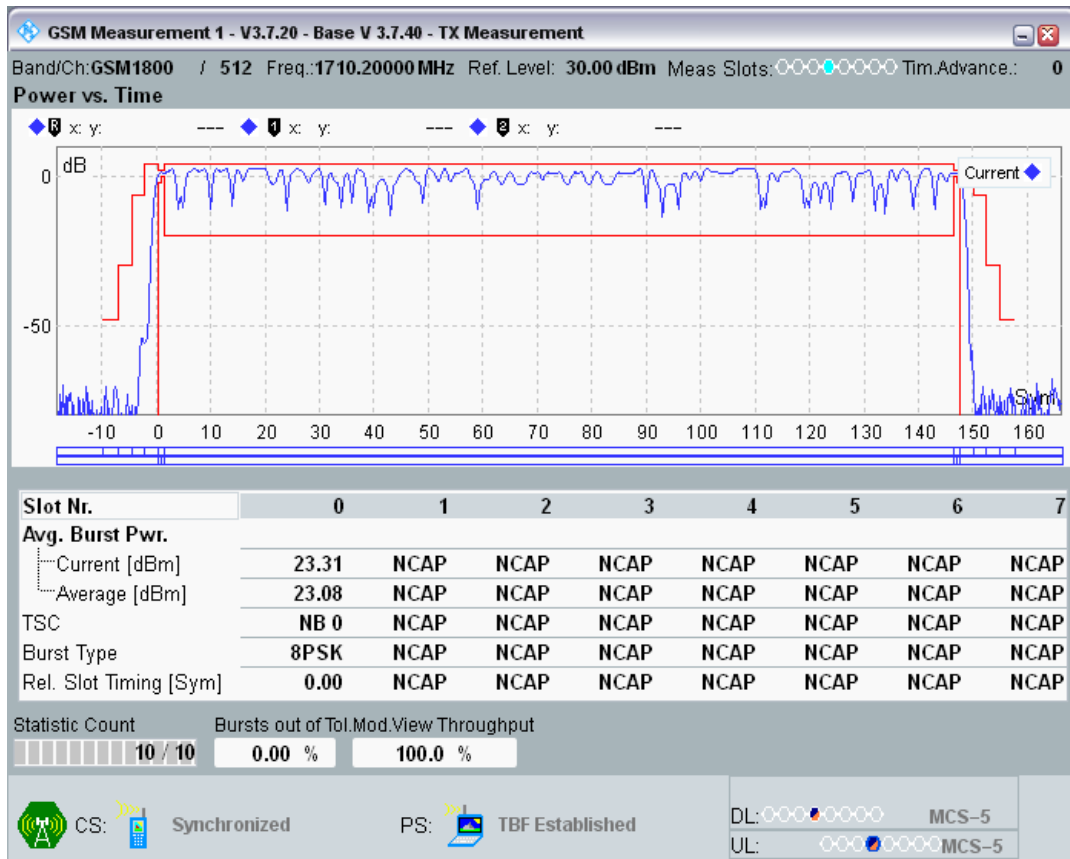 GSM Measurement 1 - V3.7.20 - Base V 3.7.40 - TX Measurement
Band/Ch:GSM1800 / 512 Freq.:1710.20000 MHz Ref. Level: 30.00 dBm Meas Slots: Tim.Advance.: 0
Power vs. Time
R x: y: --- 1 x: y: --- 2 x: y: ---
dB
Current
0
-50
Sym
-10 0 10 20 30 40 50 60 70 80 90 100 110 120 130 140 150 160
Slot Nr. 0 1 2 3 4 5 6 7
Avg. Burst Pwr.
Current [dBm] 23.31 NCAP NCAP NCAP NCAP NCAP NCAP NCAP
Average [dBm] 23.08 NCAP NCAP NCAP NCAP NCAP NCAP NCAP
TSC NB 0 NCAP NCAP NCAP NCAP NCAP NCAP NCAP
Burst Type 8PSK NCAP NCAP NCAP NCAP NCAP NCAP NCAP
Rel. Slot Timing [Sym] 0.00 NCAP NCAP NCAP NCAP NCAP NCAP NCAP
Statistic Count Bursts out of Tol. Mod.View Throughput
10 / 10 0.00 % 100.0 %
CS: Synchronized PS: TBF Established DL: MCS-5
UL: MCS-5